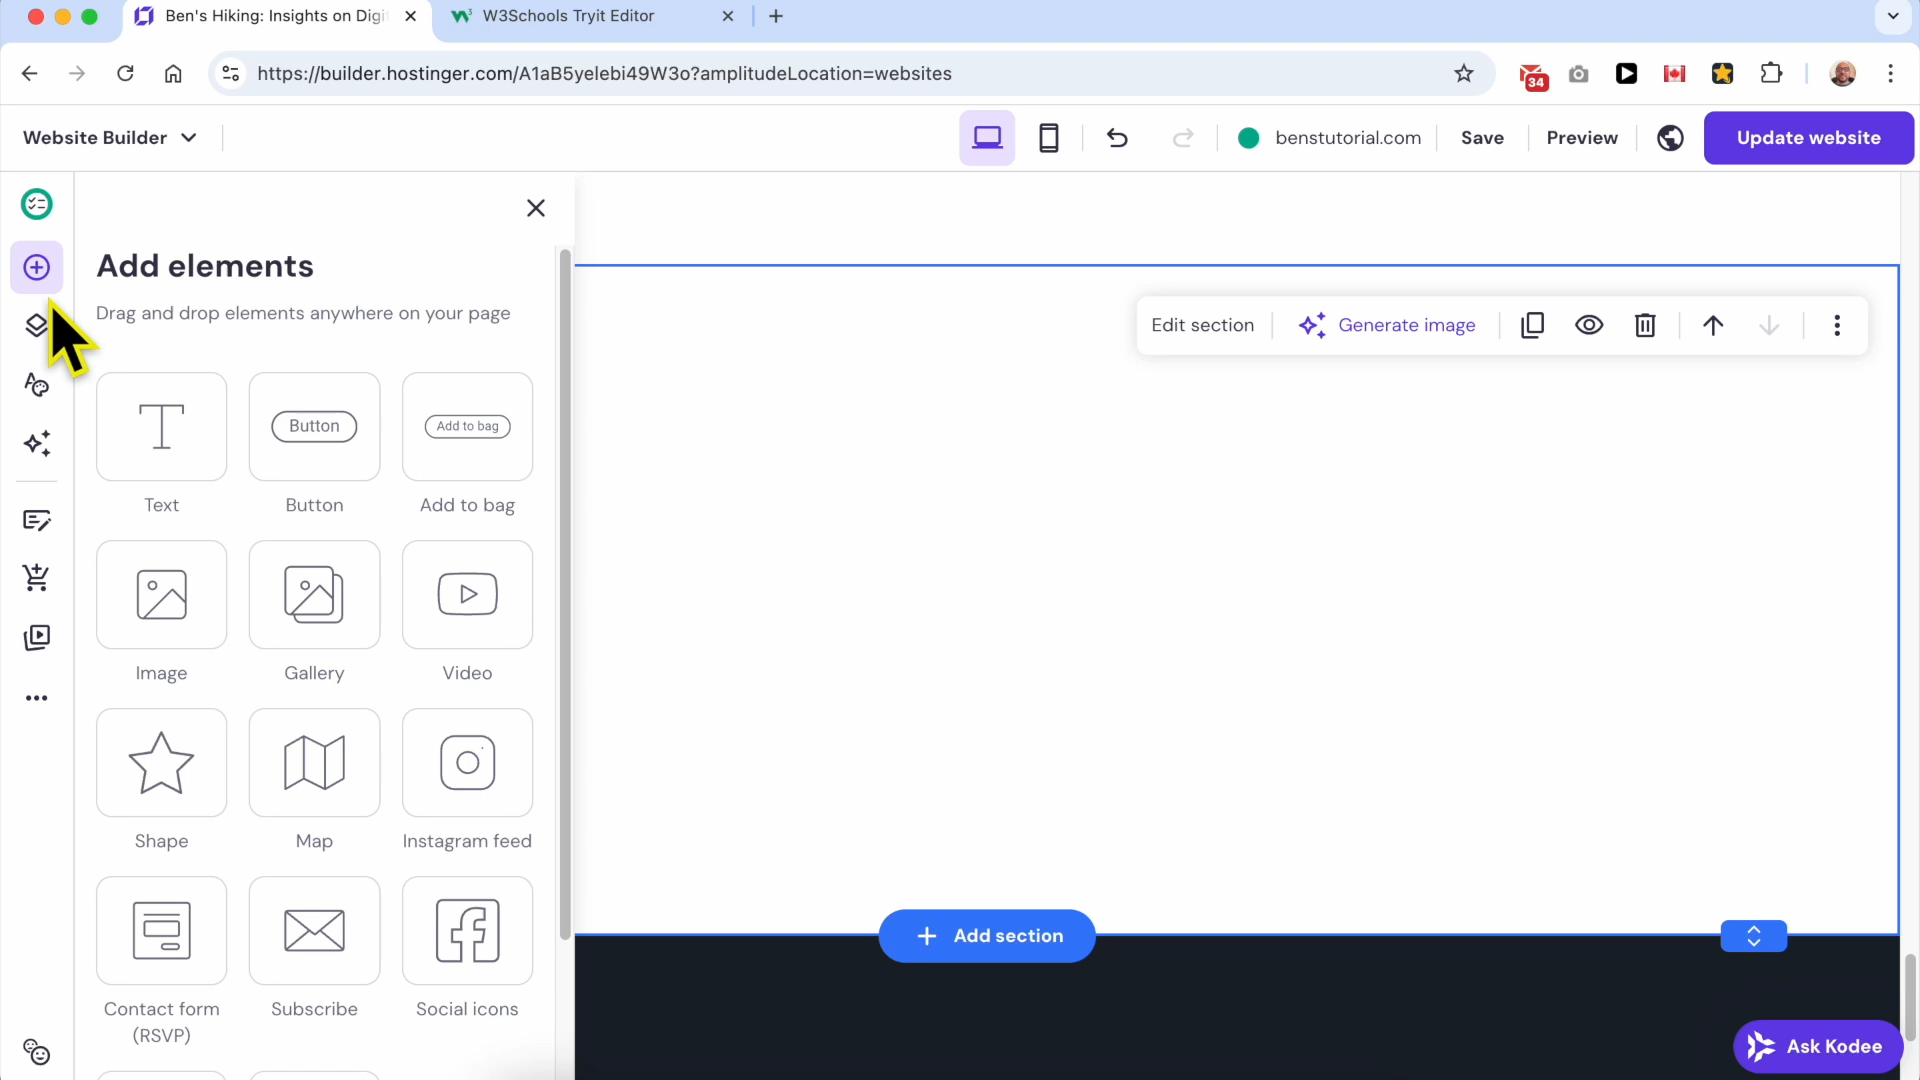 Ben's Hiking: Insights on Digi
W3Schools Tryit Editor
https://builder.hostinger.com/A1aB5yelebi49W3o?amplitudeLocation=websites
34
Website Builder
benstutorial.com
Save
Preview
Update website
Add elements
Drag and drop elements anywhere on your page
Edit section
Generate image
Button
Add to bag
Text
Button
Add to bag
Image
Gallery
Video
Shape
Map
Instagram feed
Add section
Contact form
(RSVP)
Subscribe
Social icons
Ask Kodee